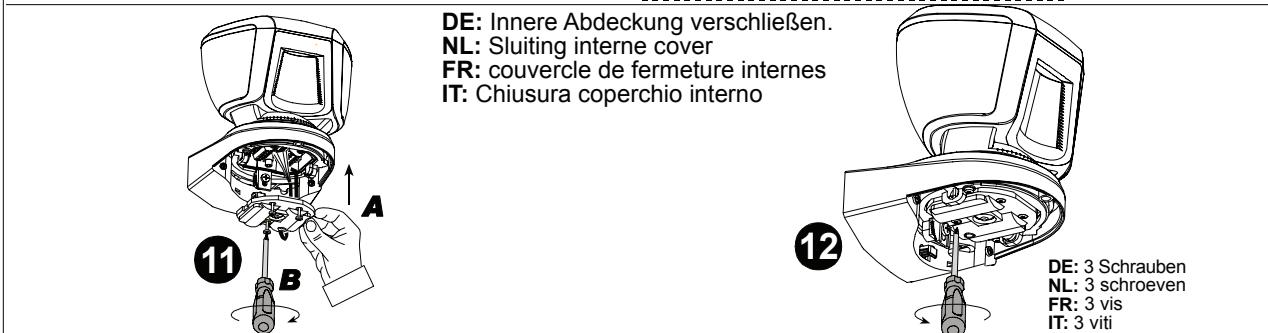 DE: Innere Abdeckung verschließen.
NL: Sluiting interne cover
FR: couvercle de fermeture internes
IT: Chiusura coperchio interno
A
11
B
12
DE: 3 Schrauben
NL: 3 schroeven
FR: 3 vis
IT: 3 viti